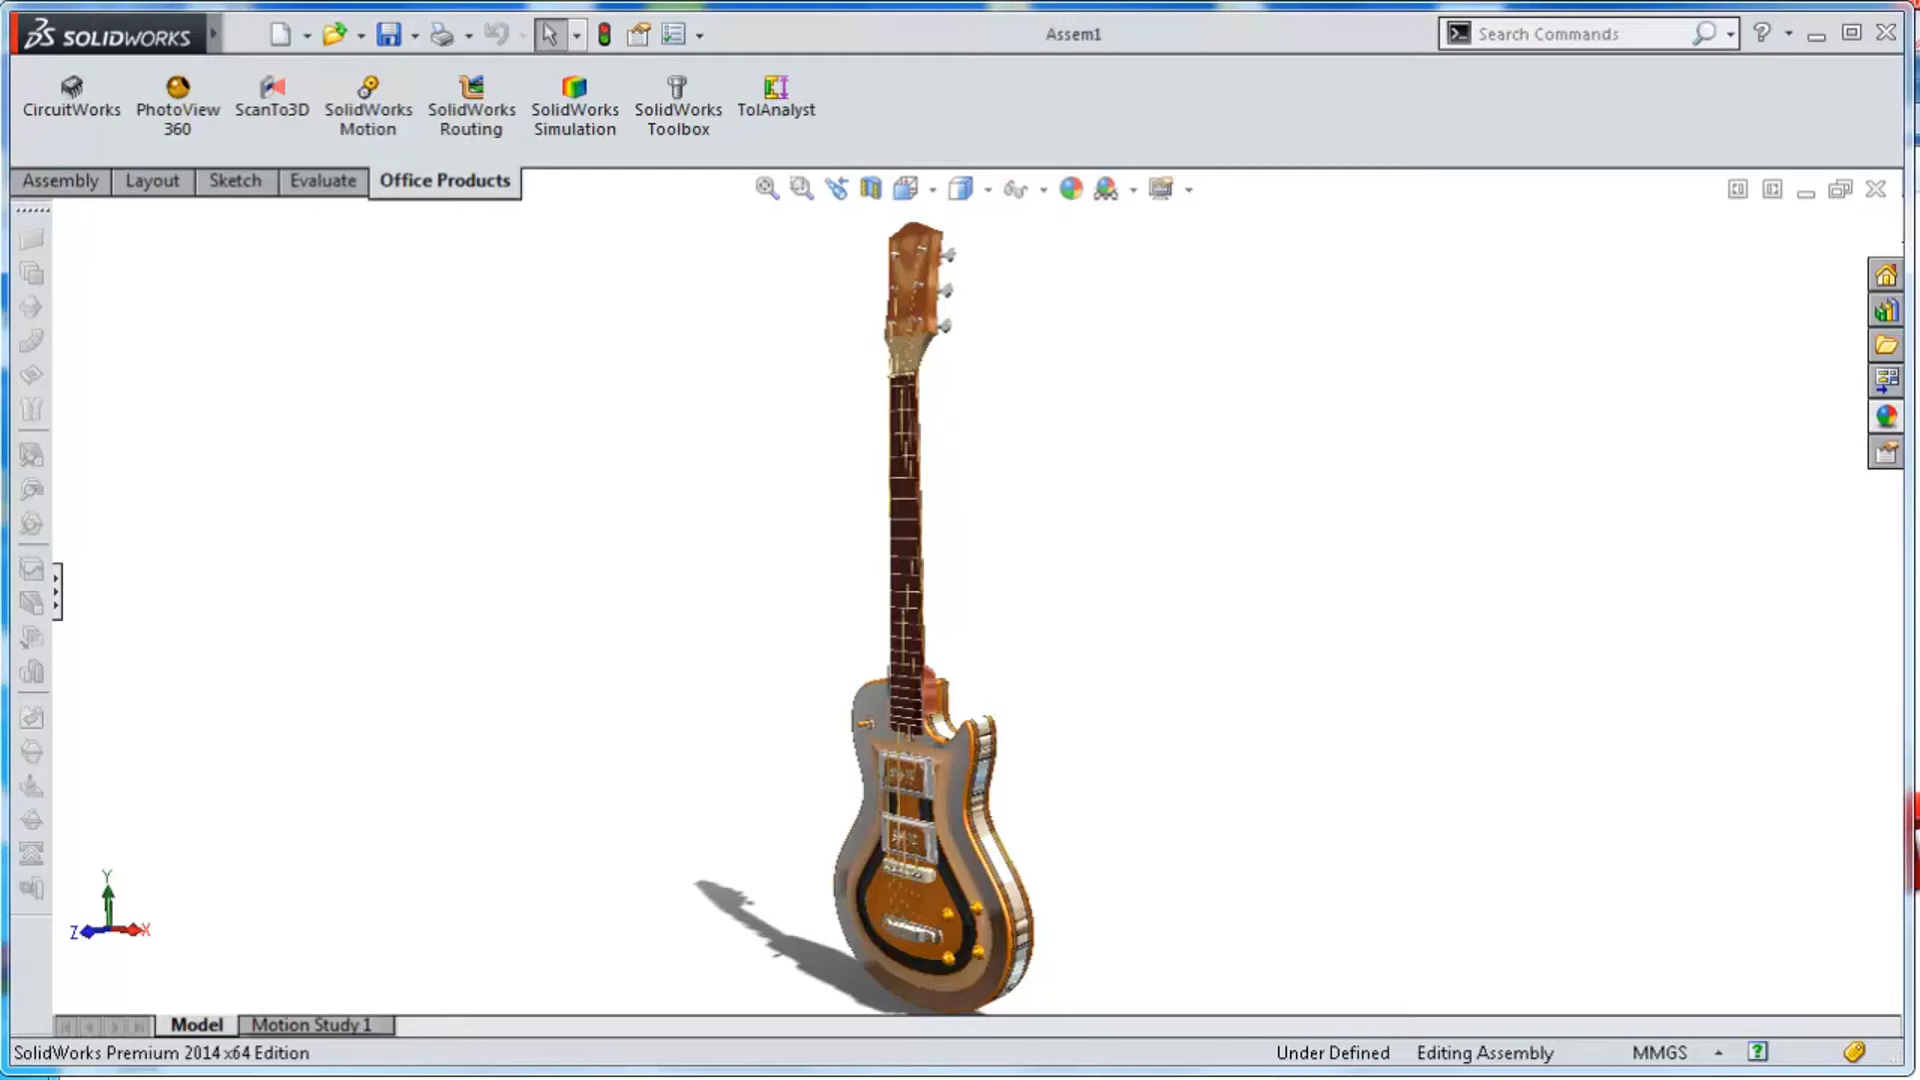 SOLIDWORKS
Assem1
Search Commands
CircuitWorks
PhotoView
360
ScanTo3D
SolidWorks
Motion
SolidWorks
Routing
SolidWorks
Simulation
SolidWorks
Toolbox
TolAnalyst
Assembly
Layout
Sketch
Evaluate
Office Products
Y
Z
X
Model
Motion Study 1
SolidWorks Premium 2014 x64 Edition
Under Defined
Editing Assembly
MMGS